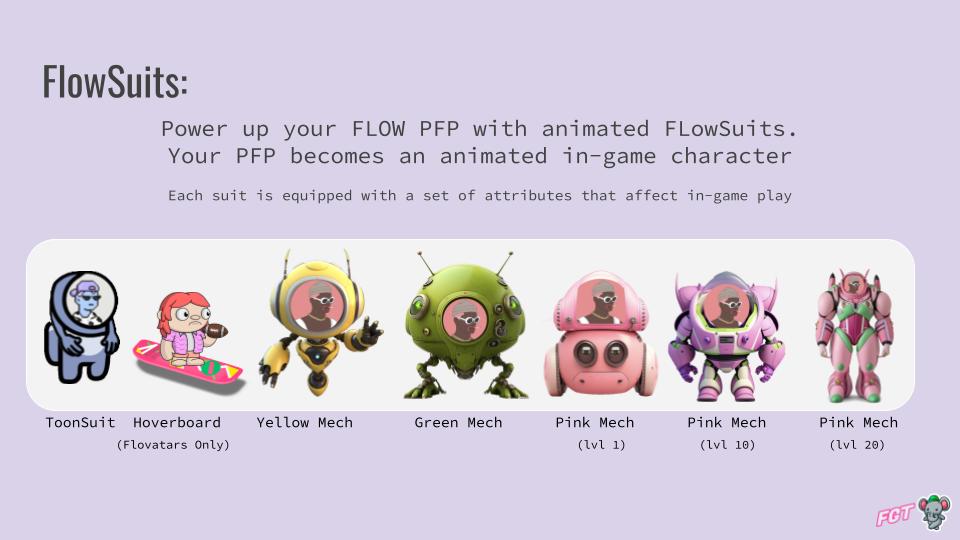 FlowSuits:
Power up your FLOW PFP with animated FLowSuits.
Your PFP becomes an animated in-game character
Each suit is equipped with a set of attributes that affect in-game play
ToonSuit Hoverboard Yellow Mech Green Mech Pink Mech Pink Mech Pink Mech
(Flovatars Only) (lvl 1) (lvl 10) (lvl 20)
FGT